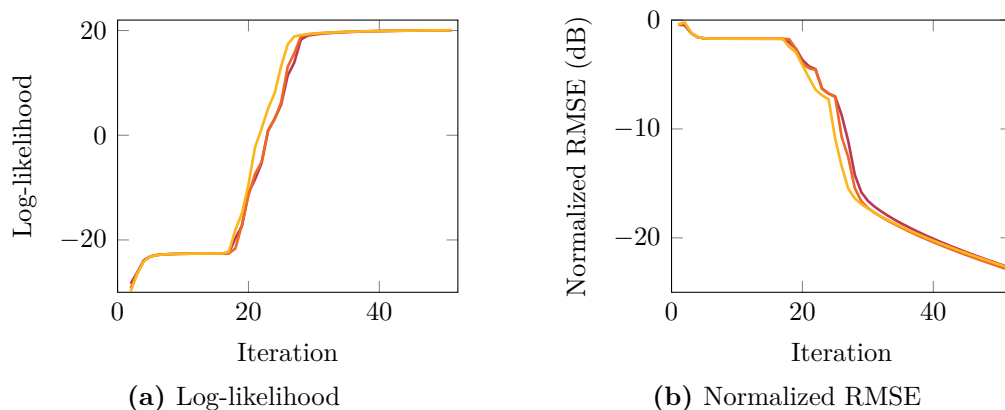 20
0
−20
0
20
40
Log-likelihood
Iteration
(a) Log-likelihood
0
−10
−20
0
20
40
Normalized RMSE (dB)
Iteration
(b) Normalized RMSE